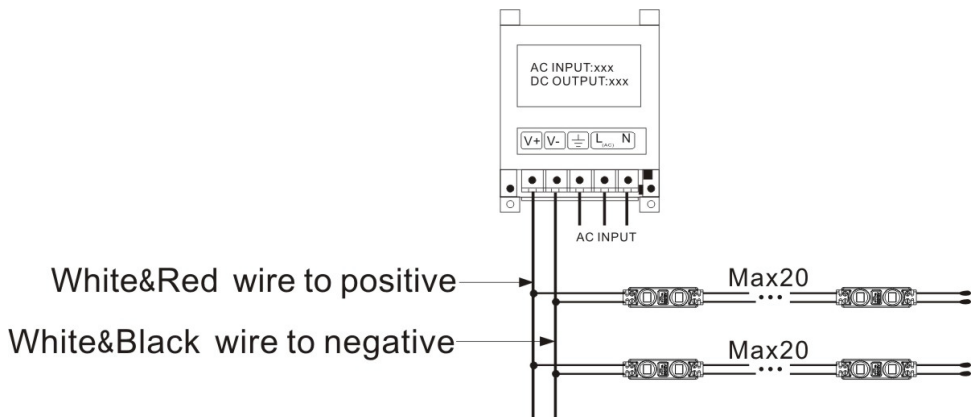 AC INPUT:xxx
DC OUTPUT:xxx
V+ V- L (AC) N
AC INPUT
White&Red wire to positive
Max20
White&Black wire to negative
Max20